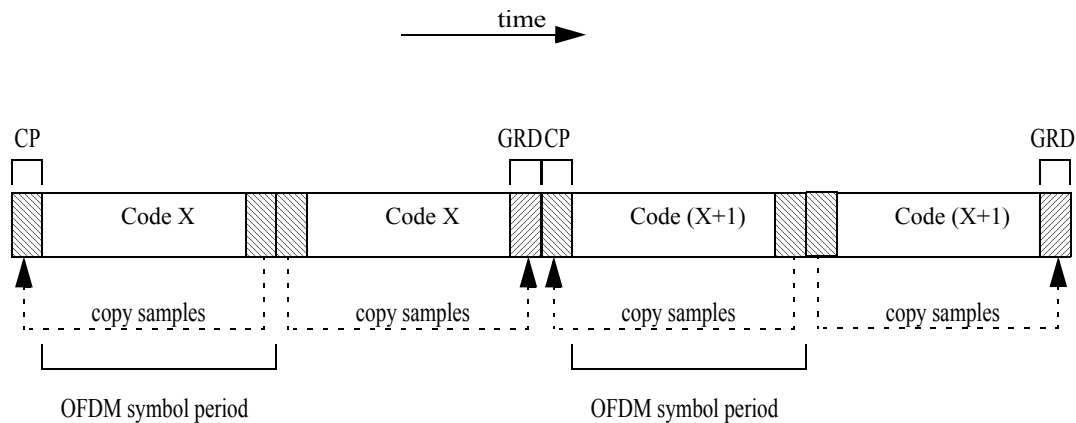 time
CP
GRD CP
GRD
Code X
Code X
Code (X+1)
Code (X+1)
copy samples
copy samples
copy samples
copy samples
OFDM symbol period
OFDM symbol period